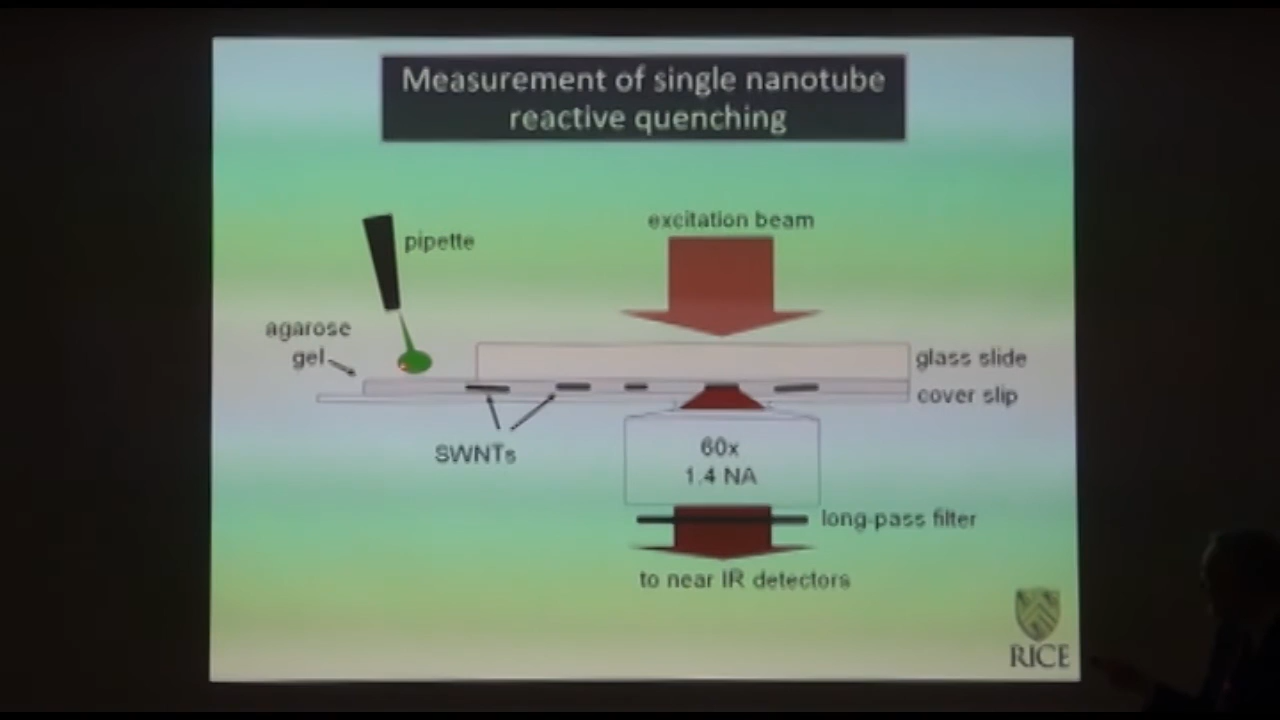 Measurement of single nanotube
reactive quenching
excitation beam
pipette
agarose
gel
glass slide
cover slip
SWNTs
60x
1.4 NA
long-pass filter
to near IR detectors
RICE